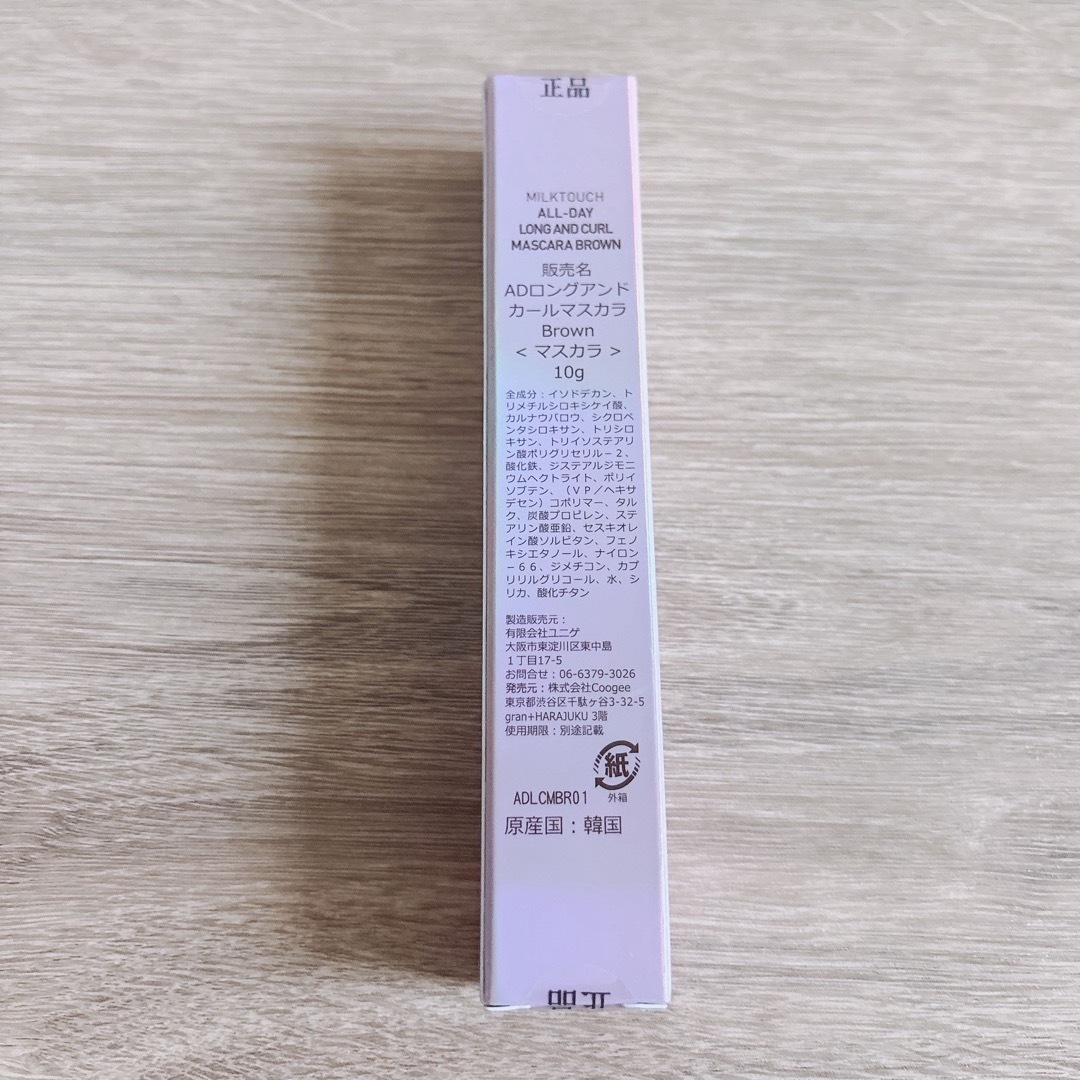 正品
MILKTOUCH
ALL-DAY
LONG AND CURL
MASCARA BROWN
販売名
ADロングアンド
カールマスカラ
Brown
< マスカラ >
10g
全成分：イソドデカン、ト
リメチルシロキシケイ酸、
カルナウバロウ、シクロペ
ンタシロキサン、トリシロ
キサン、トリイソステアリ
ン酸ポリグリセリル－２、
酸化鉄、ジステアルジモニ
ウムヘクトライト、ポリイ
ソブテン、（ＶＰ／ヘキサ
デセン）コポリマー、タル
ク、炭酸プロピレン、ステ
アリン酸亜鉛、セスキオレ
イン酸ソルビタン、フェノ
キシエタノール、ナイロン
－６６、ジメチコン、カプ
リリルグリコール、水、シ
リカ、酸化チタン
製造販売元：
有限会社ユニゲ
大阪市東淀川区東中島
１丁目17-5
お問合せ：06-6379-3026
発売元：株式会社Coogee
東京都渋谷区千駄ヶ谷3-32-5
gran+HARAJUKU 3階
使用期限：別途記載
紙
ADLCMBR01 外箱
原産国：韓国
正品